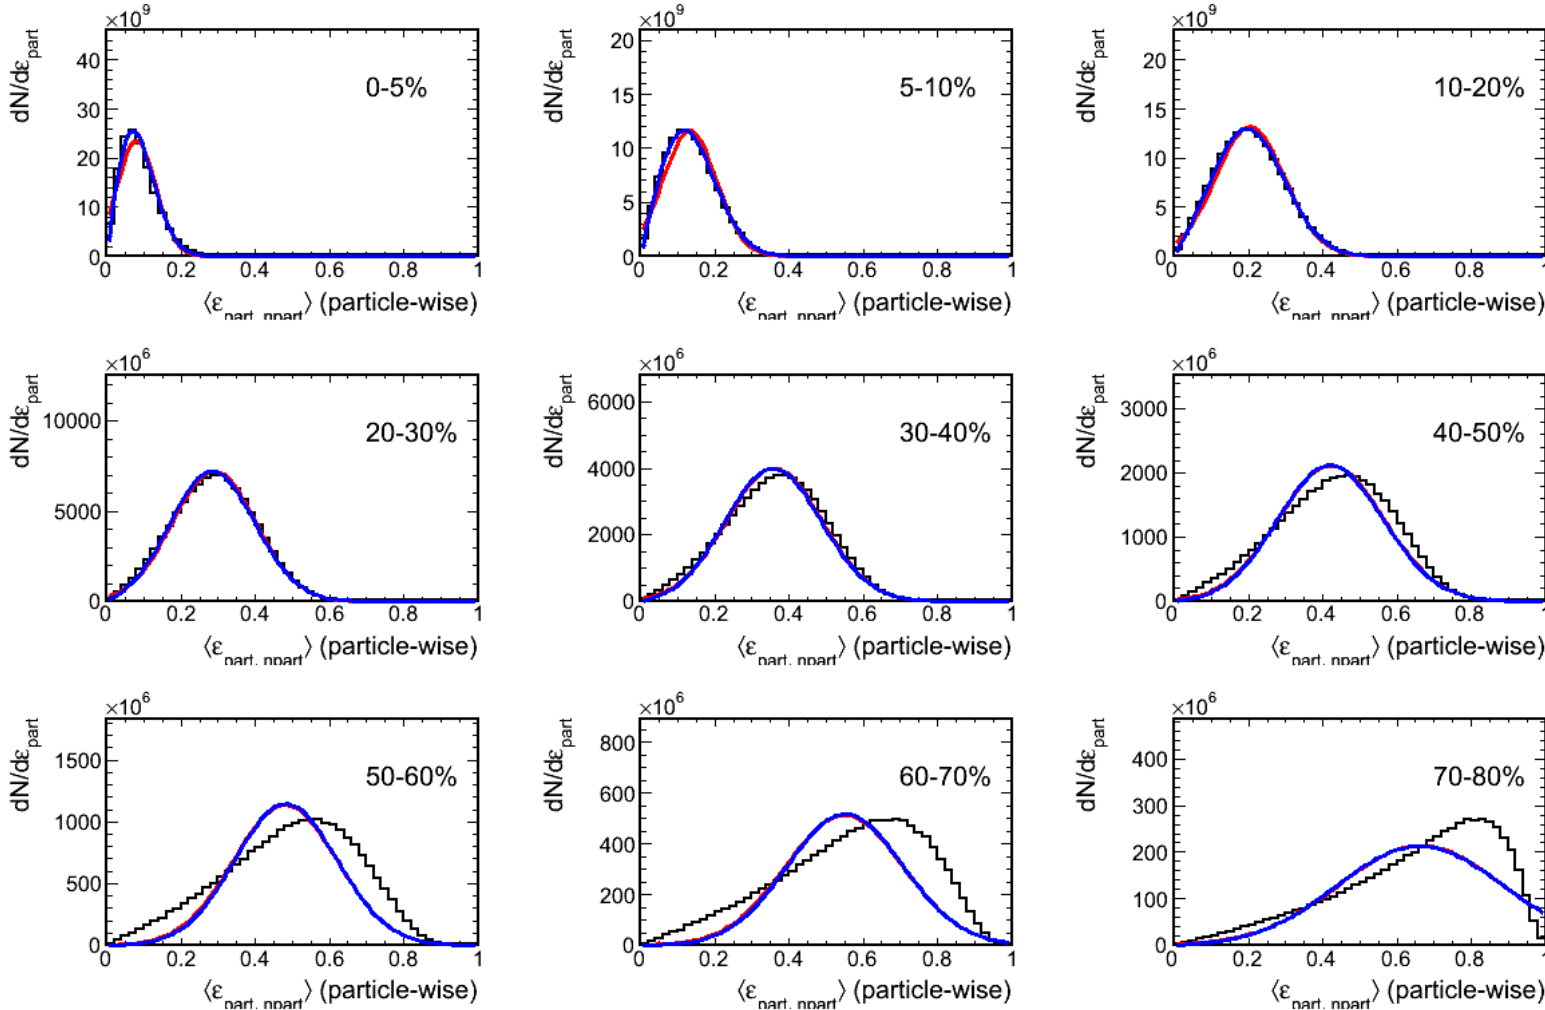 ×10⁹
dN/dε_part
40
30
20
10
0
0-5%
0 0.2 0.4 0.6 0.8 1
⟨ε_part, npart⟩ (particle-wise)
×10⁹
dN/dε_part
20
15
10
5
0
5-10%
0 0.2 0.4 0.6 0.8 1
⟨ε_part, npart⟩ (particle-wise)
×10⁹
dN/dε_part
20
15
10
5
0
10-20%
0 0.2 0.4 0.6 0.8 1
⟨ε_part, npart⟩ (particle-wise)
×10⁶
dN/dε_part
10000
5000
0
20-30%
0 0.2 0.4 0.6 0.8 1
⟨ε_part, npart⟩ (particle-wise)
×10⁶
dN/dε_part
6000
4000
2000
0
30-40%
0 0.2 0.4 0.6 0.8 1
⟨ε_part, npart⟩ (particle-wise)
×10⁶
dN/dε_part
3000
2000
1000
0
40-50%
0 0.2 0.4 0.6 0.8 1
⟨ε_part, npart⟩ (particle-wise)
×10⁶
dN/dε_part
1500
1000
500
0
50-60%
0 0.2 0.4 0.6 0.8 1
⟨ε_part, npart⟩ (particle-wise)
×10⁶
dN/dε_part
800
600
400
200
0
60-70%
0 0.2 0.4 0.6 0.8 1
⟨ε_part, npart⟩ (particle-wise)
×10⁶
dN/dε_part
400
300
200
100
0
70-80%
0 0.2 0.4 0.6 0.8 1
⟨ε_part, npart⟩ (particle-wise)